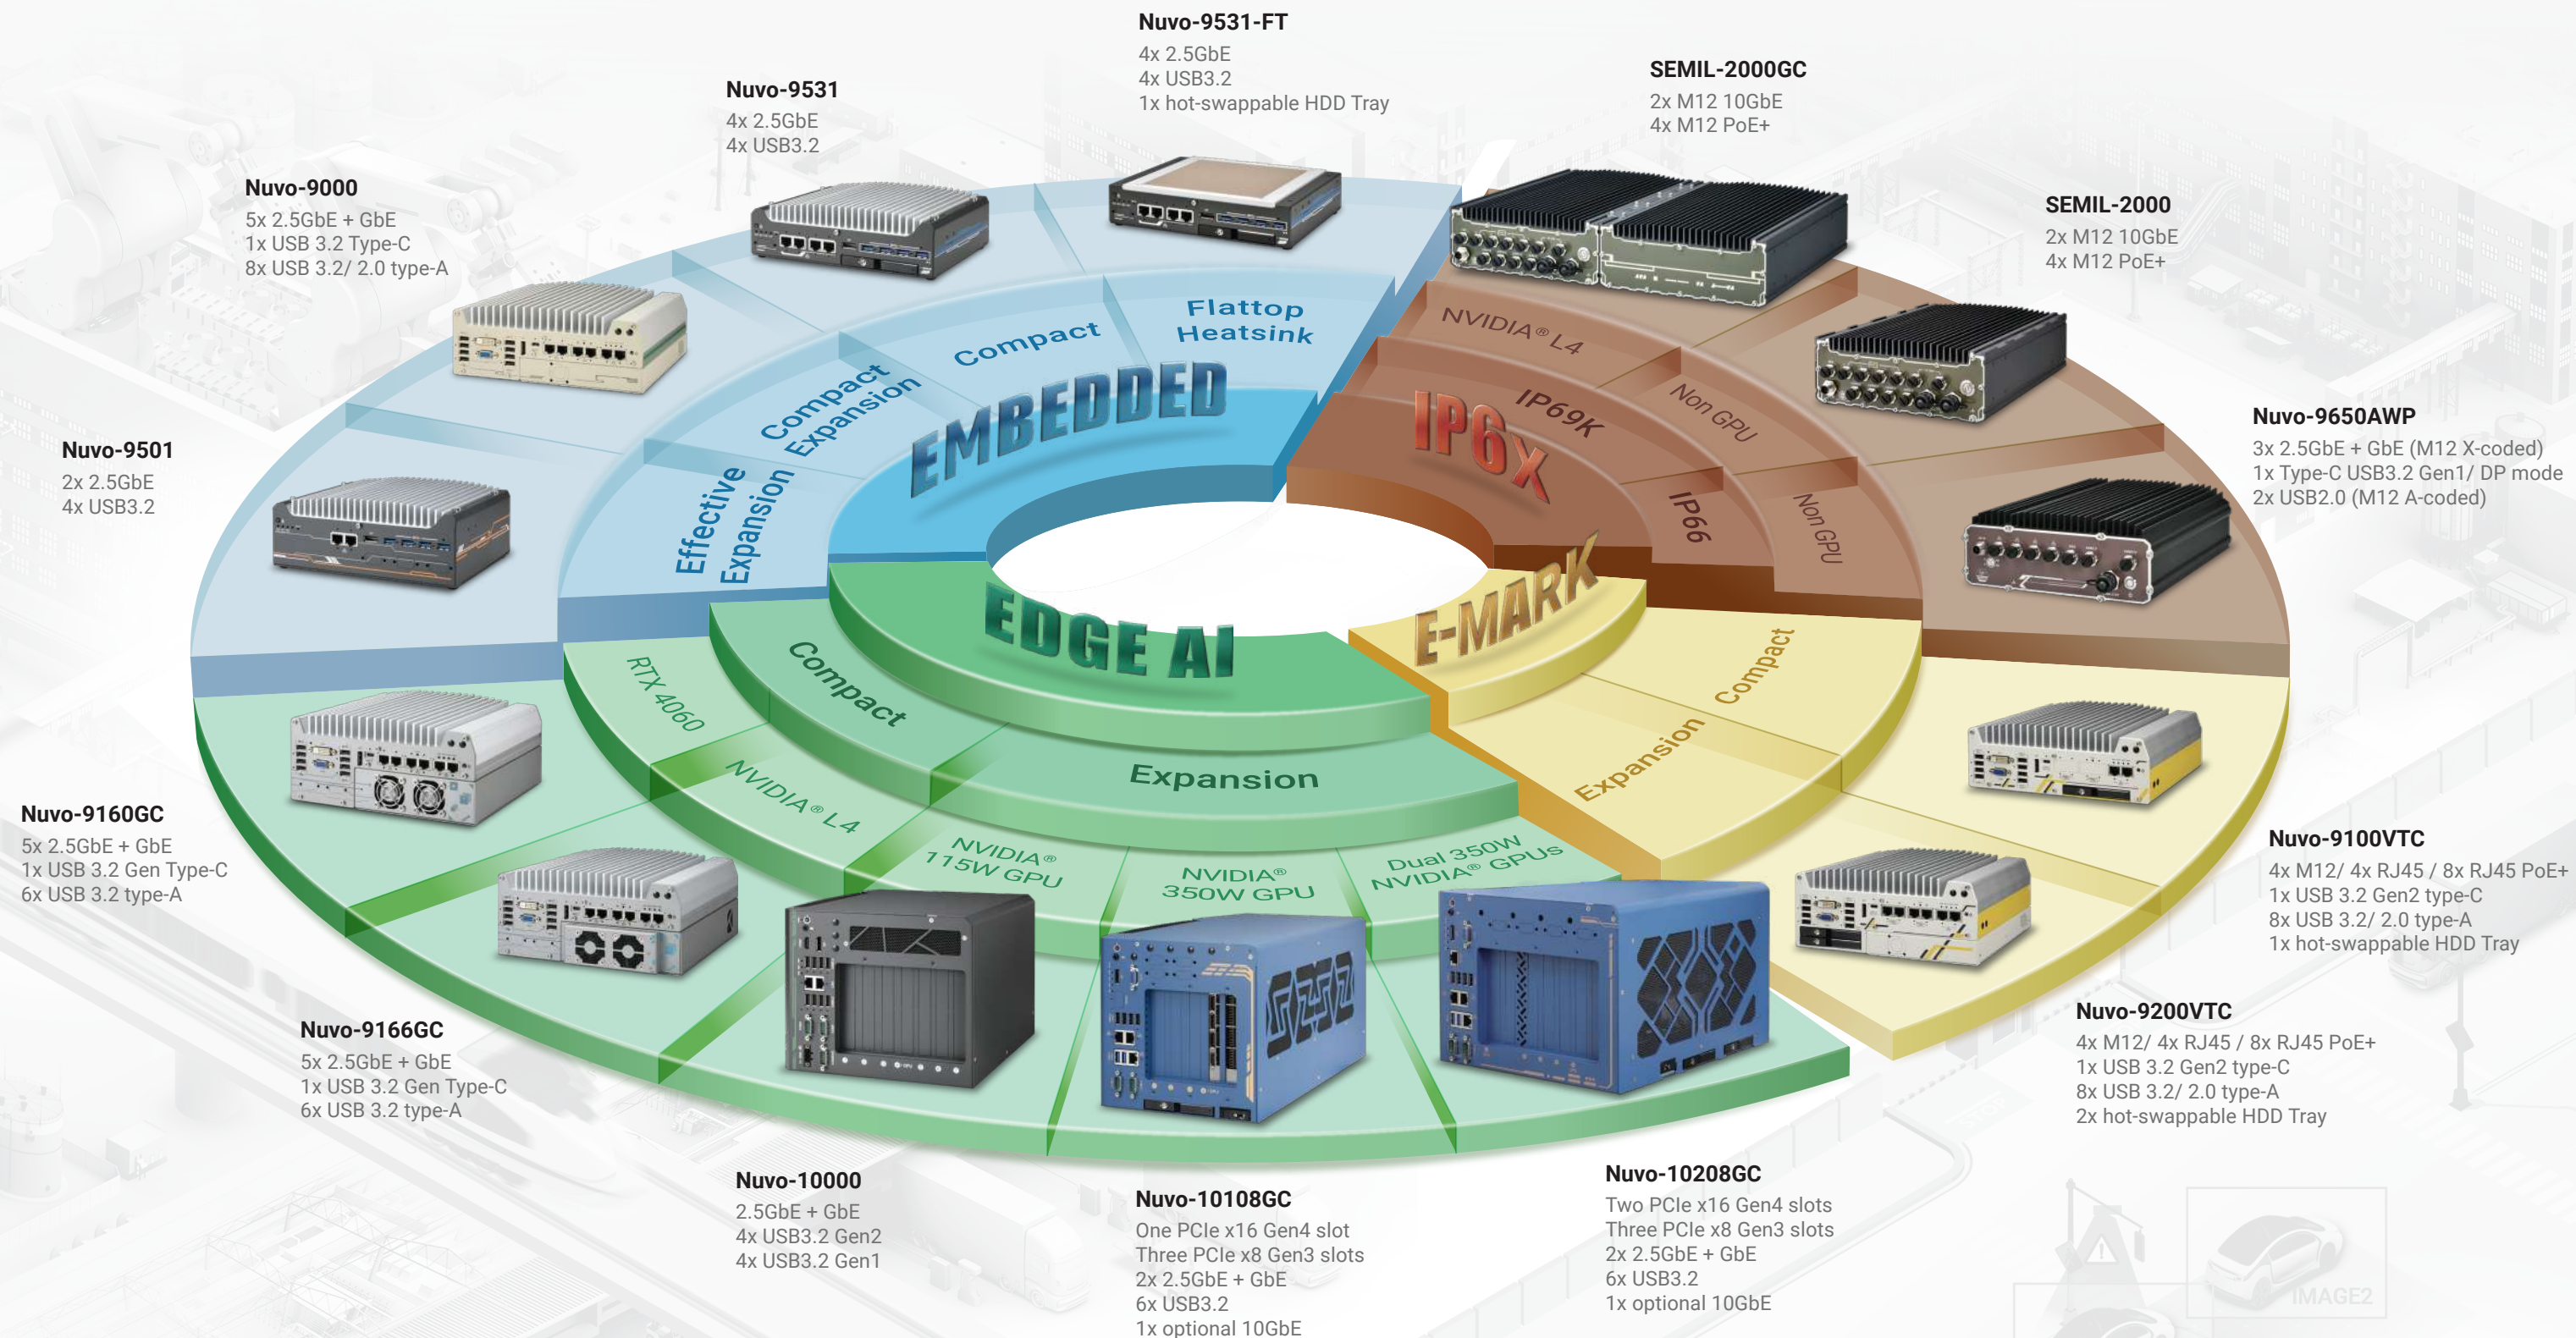 Nuvo-9531-FT
4x 2.5GbE
4x USB3.2
1x hot-swappable HDD Tray
SEMIL-2000GC
2x M12 10GbE
4x M12 PoE+
Nuvo-9531
4x 2.5GbE
4x USB3.2
Nuvo-9000
5x 2.5GbE + GbE
1x USB 3.2 Type-C
8x USB 3.2/ 2.0 type-A
SEMIL-2000
2x M12 10GbE
4x M12 PoE+
Nuvo-9501
2x 2.5GbE
4x USB3.2
Nuvo-9650AWP
3x 2.5GbE + GbE (M12 X-coded)
1x Type-C USB3.2 Gen1/ DP mode
2x USB2.0 (M12 A-coded)
EMBEDDED
Flattop
Heatsink
Compact
Compact
Expansion
Effective
Expansion
IP6X
NVIDIA® L4
IP69K
Non GPU
IP66
Non GPU
EDGE AI
Compact
RTX 4060
NVIDIA® L4
Expansion
NVIDIA®
115W GPU
NVIDIA®
350W GPU
Dual 350W
NVIDIA® GPUs
E-MARK
Compact
Expansion
Nuvo-9160GC
5x 2.5GbE + GbE
1x USB 3.2 Gen Type-C
6x USB 3.2 type-A
Nuvo-9100VTC
4x M12/ 4x RJ45 / 8x RJ45 PoE+
1x USB 3.2 Gen2 type-C
8x USB 3.2/ 2.0 type-A
1x hot-swappable HDD Tray
Nuvo-9166GC
5x 2.5GbE + GbE
1x USB 3.2 Gen Type-C
6x USB 3.2 type-A
Nuvo-9200VTC
4x M12/ 4x RJ45 / 8x RJ45 PoE+
1x USB 3.2 Gen2 type-C
8x USB 3.2/ 2.0 type-A
2x hot-swappable HDD Tray
Nuvo-10000
2.5GbE + GbE
4x USB3.2 Gen2
4x USB3.2 Gen1
Nuvo-10108GC
One PCIe x16 Gen4 slot
Three PCIe x8 Gen3 slots
2x 2.5GbE + GbE
6x USB3.2
1x optional 10GbE
Nuvo-10208GC
Two PCIe x16 Gen4 slots
Three PCIe x8 Gen3 slots
2x 2.5GbE + GbE
6x USB3.2
1x optional 10GbE
IMAGE2